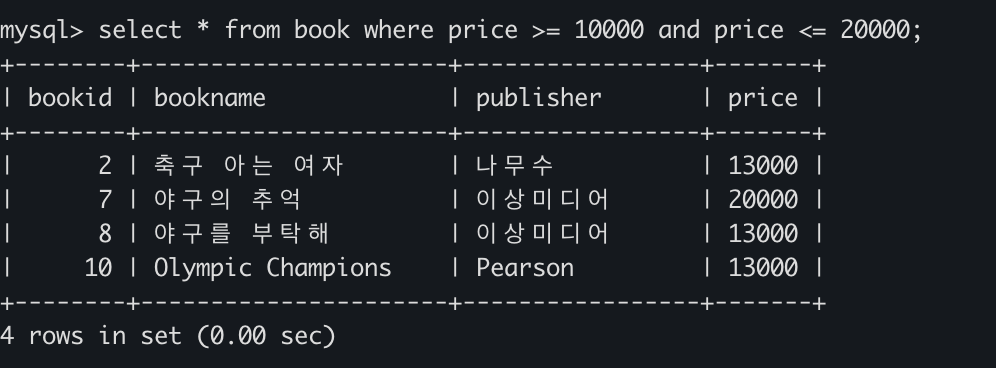 mysql> select * from book where price >= 10000 and price <= 20000;
+--------+----------------------+-----------------+-------+
| bookid | bookname             | publisher       | price |
+--------+----------------------+-----------------+-------+
|      2 | 축구 아는 여자       | 나무수          | 13000 |
|      7 | 야구의 추억          | 이상미디어      | 20000 |
|      8 | 야구를 부탁해        | 이상미디어      | 13000 |
|     10 | Olympic Champions    | Pearson         | 13000 |
+--------+----------------------+-----------------+-------+
4 rows in set (0.00 sec)